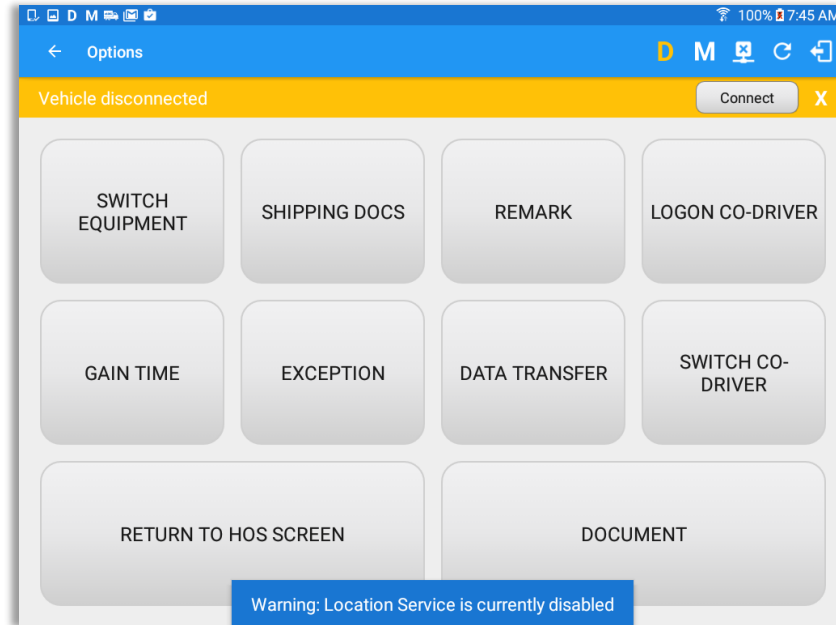 D M 100% 7:45 AM
Options D M
Vehicle disconnected Connect X
SWITCH
EQUIPMENT
SHIPPING DOCS
REMARK
LOGON CO-DRIVER
GAIN TIME
EXCEPTION
DATA TRANSFER
SWITCH CO-
DRIVER
RETURN TO HOS SCREEN
DOCUMENT
Warning: Location Service is currently disabled